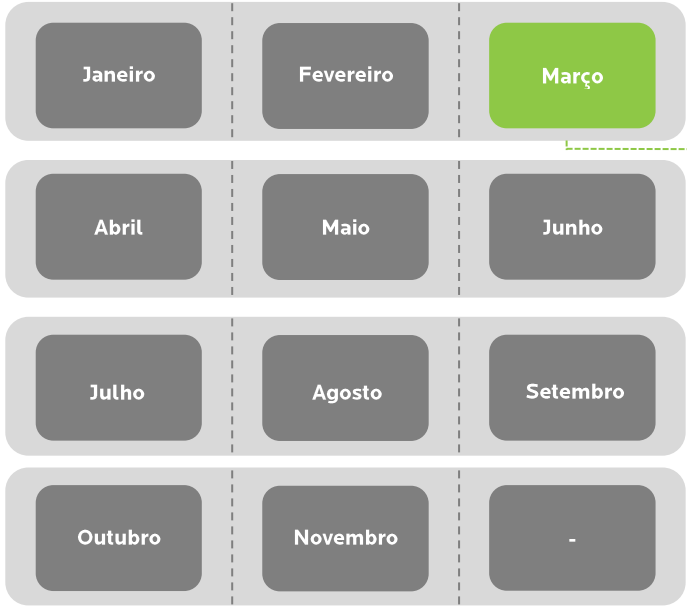 Janeiro
Fevereiro
Março
Abril
Maio
Junho
Julho
Agosto
Setembro
Outubro
Novembro
-